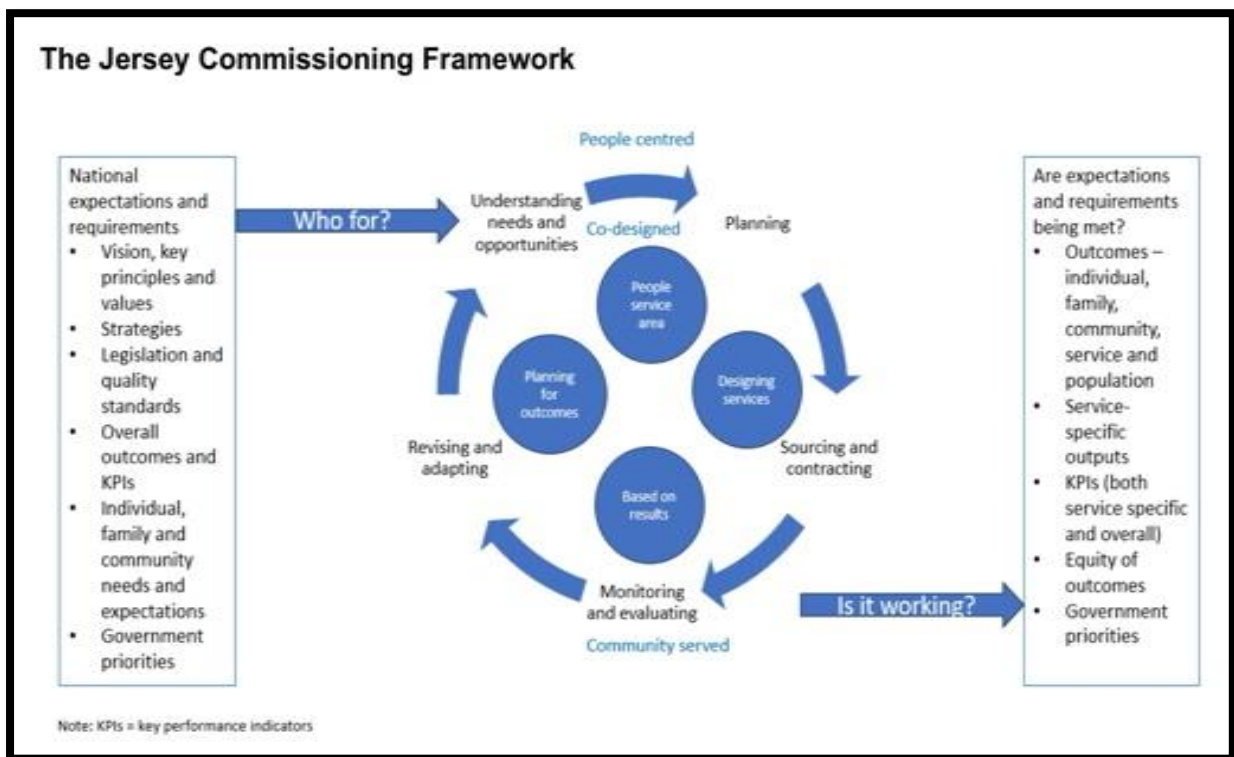 The Jersey Commissioning Framework
National
expectations and
requirements
• Vision, key
principles and
values
• Strategies
• Legislation and
quality
standards
• Overall
outcomes and
KPIs
• Individual,
family and
community
needs and
expectations
• Government
priorities
Who for?
People centred
Understanding
needs and
opportunities
Co-designed
Planning
People
service
area
Planning
for
outcomes
Designing
services
Revising and
adapting
Sourcing and
contracting
Based on
results
Monitoring
and evaluating
Community served
Is it working?
Are expectations
and requirements
being met?
• Outcomes –
individual,
family,
community,
service and
population
• Service-
specific
outputs
• KPIs (both
service specific
and overall)
• Equity of
outcomes
• Government
priorities
Note: KPIs = key performance indicators